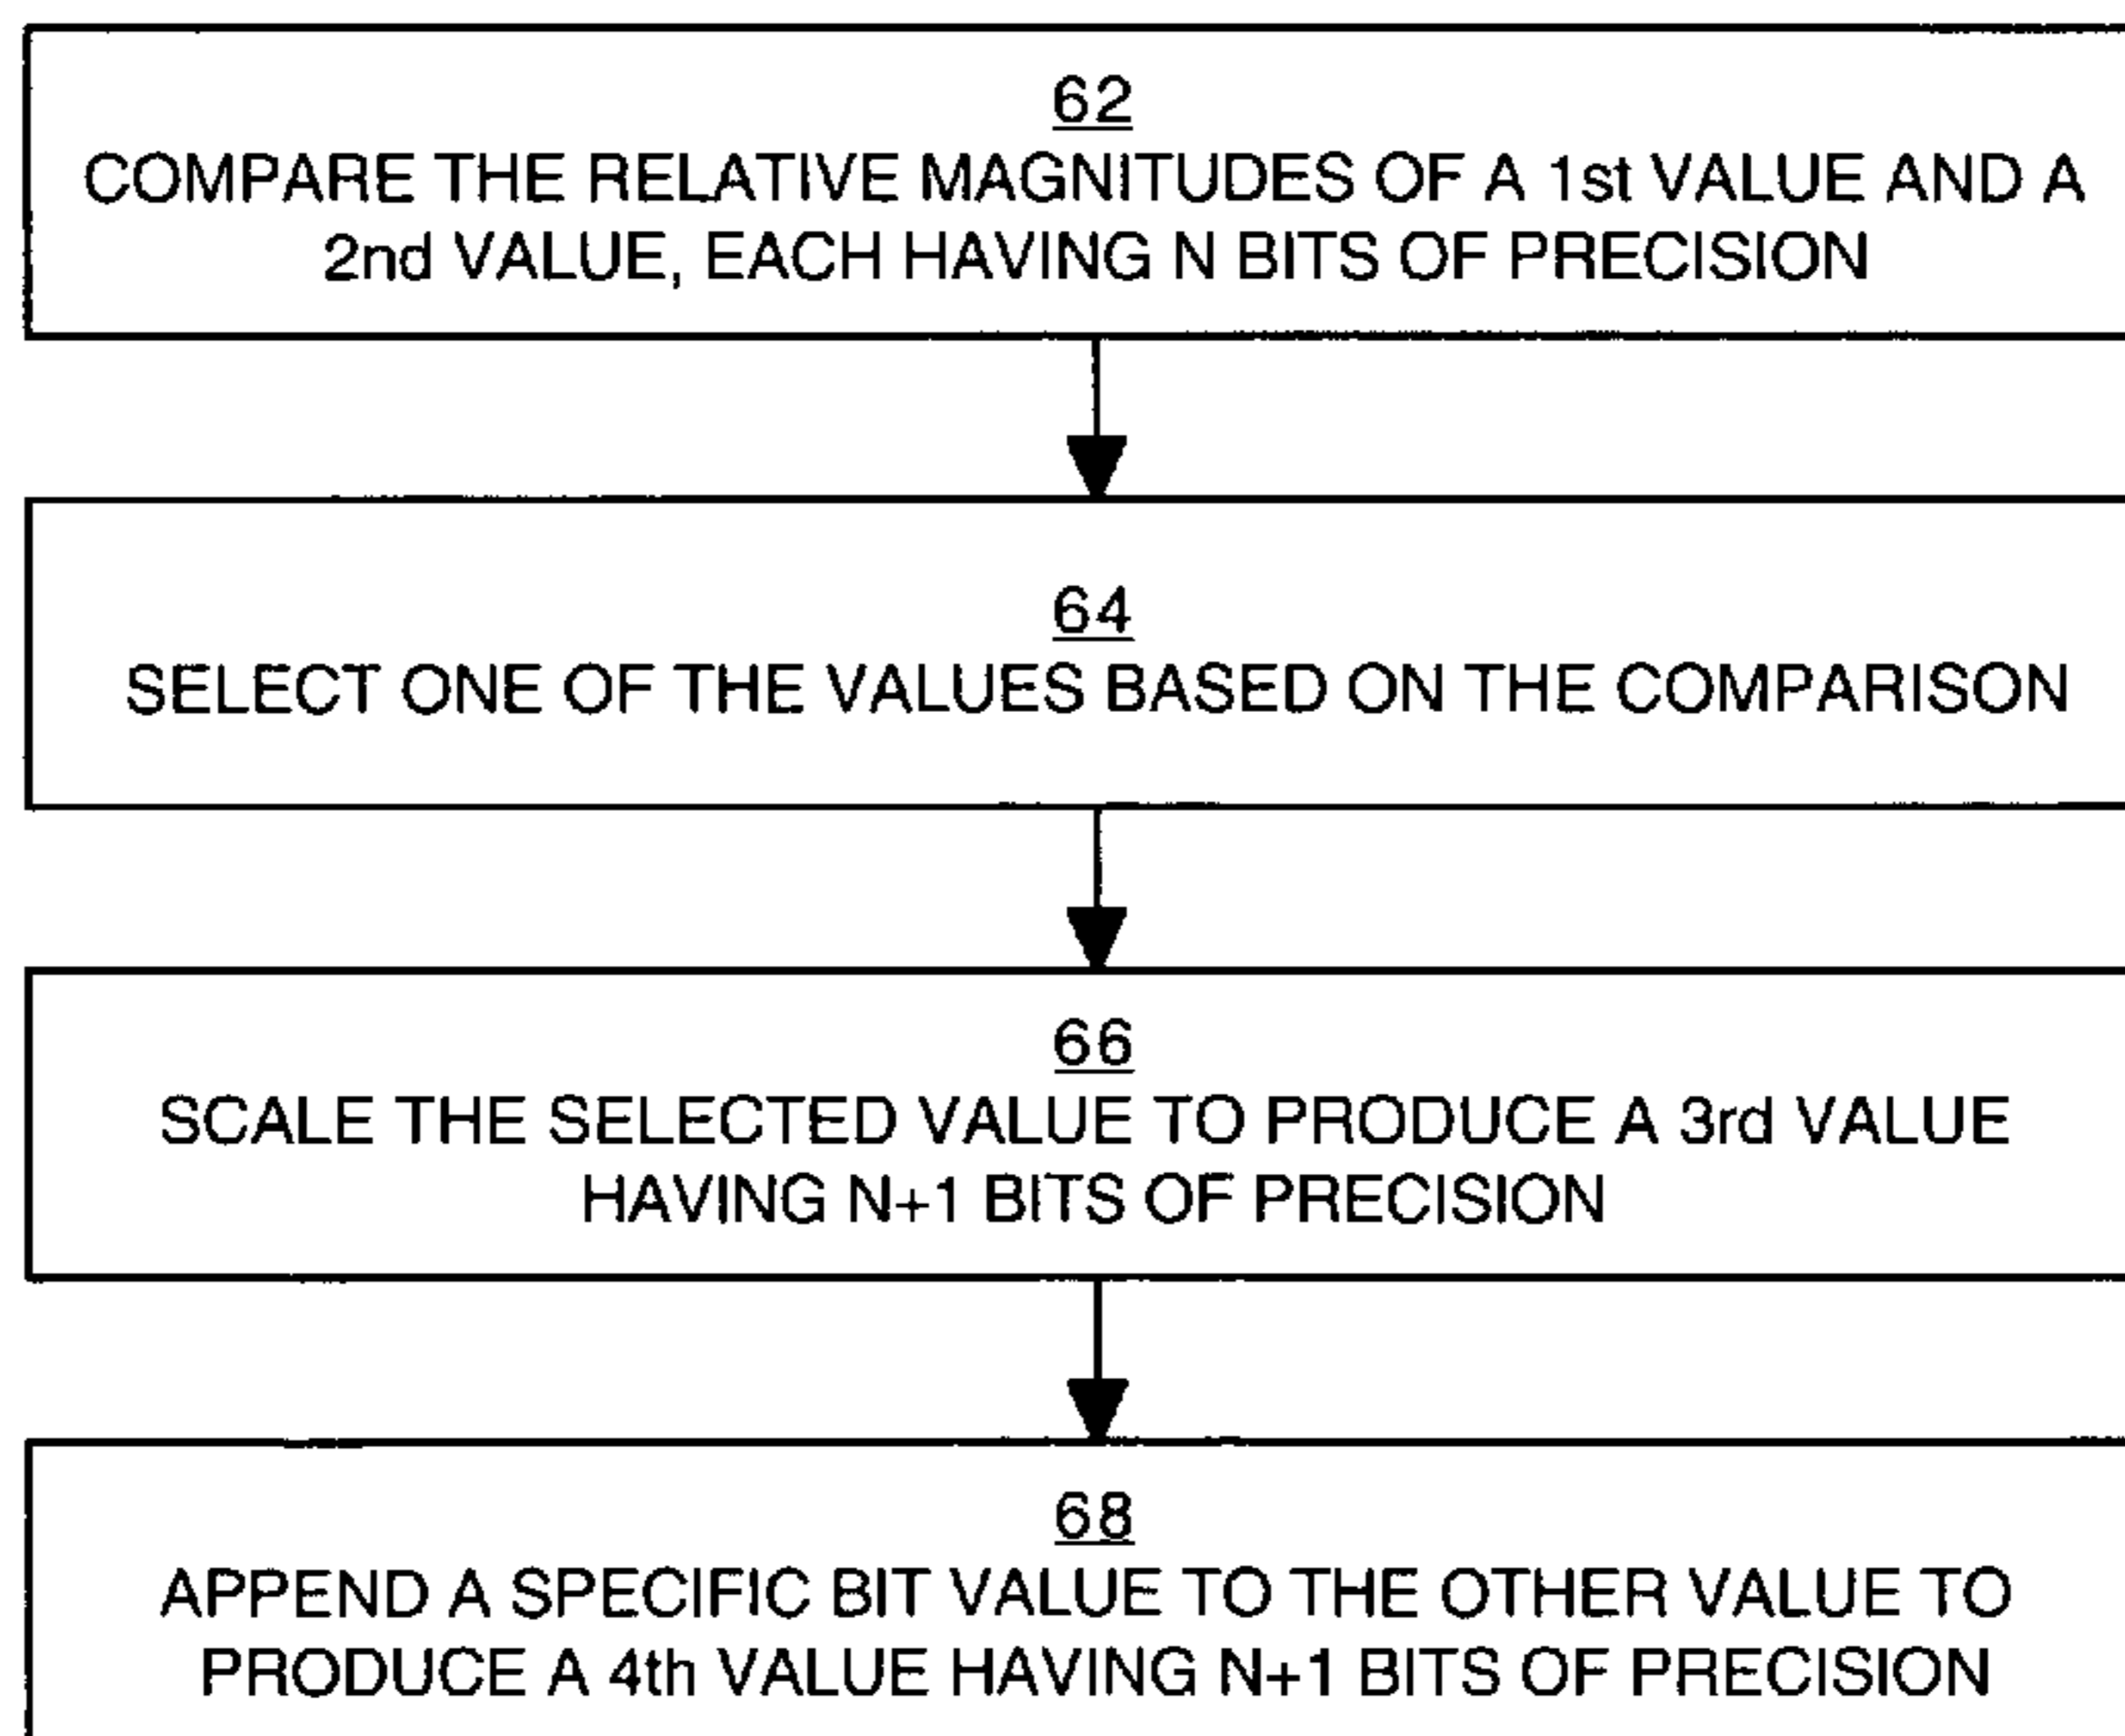 62
COMPARE THE RELATIVE MAGNITUDES OF A 1st VALUE AND A
2nd VALUE, EACH HAVING N BITS OF PRECISION
64
SELECT ONE OF THE VALUES BASED ON THE COMPARISON
66
SCALE THE SELECTED VALUE TO PRODUCE A 3rd VALUE
HAVING N+1 BITS OF PRECISION
68
APPEND A SPECIFIC BIT VALUE TO THE OTHER VALUE TO
PRODUCE A 4th VALUE HAVING N+1 BITS OF PRECISION